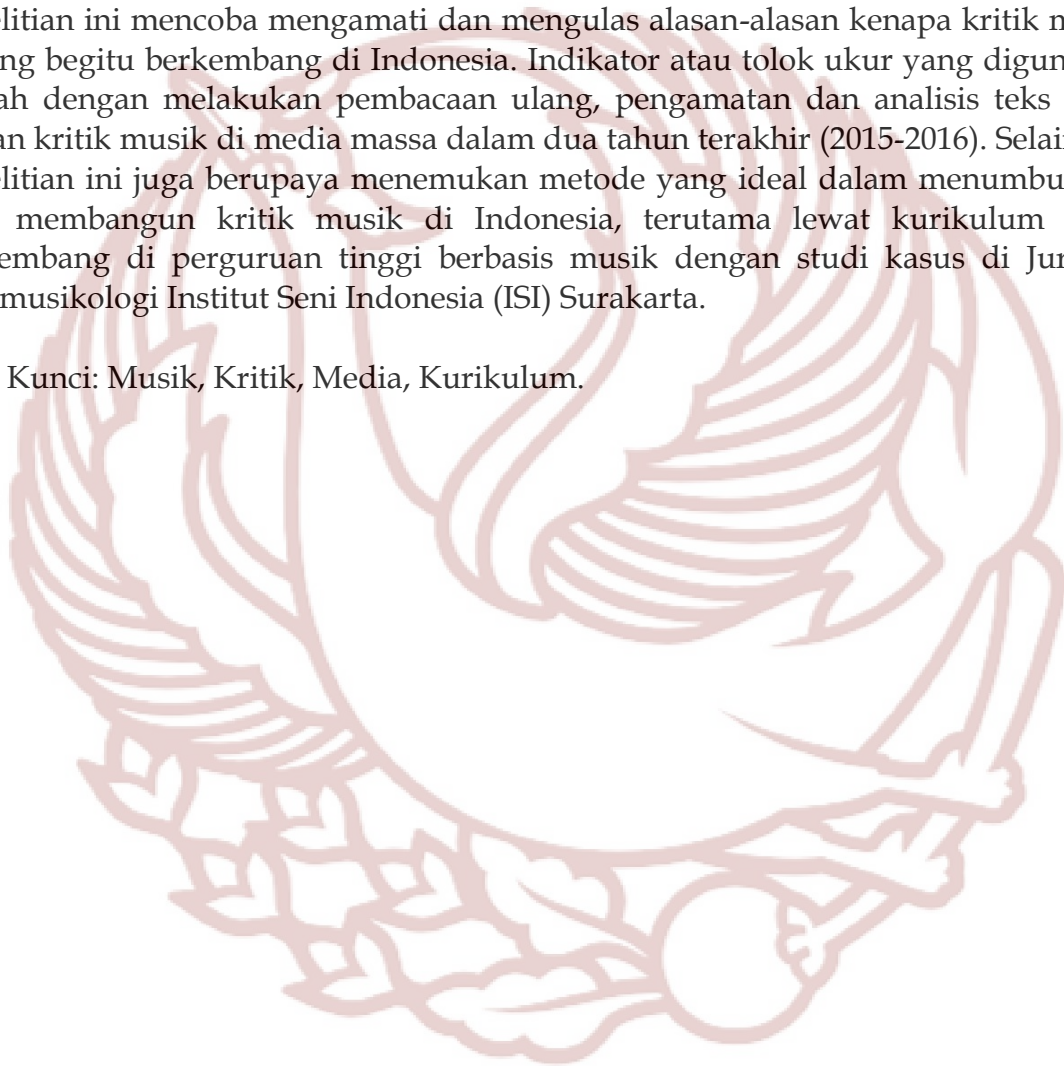 elitian ini mencoba mengamati dan mengulas alasan-alasan kenapa kritik m
ng begitu berkembang di Indonesia. Indikator atau tolok ukur yang digun
ah dengan melakukan pembacaan ulang, pengamatan dan analisis teks
an kritik musik di media massa dalam dua tahun terakhir (2015-2016). Selai
elitian ini juga berupaya menemukan metode yang ideal dalam menumbu
membangun kritik musik di Indonesia, terutama lewat kurikulum
embang di perguruan tinggi berbasis musik dengan studi kasus di Jur
musikologi Institut Seni Indonesia (ISI) Surakarta.
Kunci: Musik, Kritik, Media, Kurikulum.